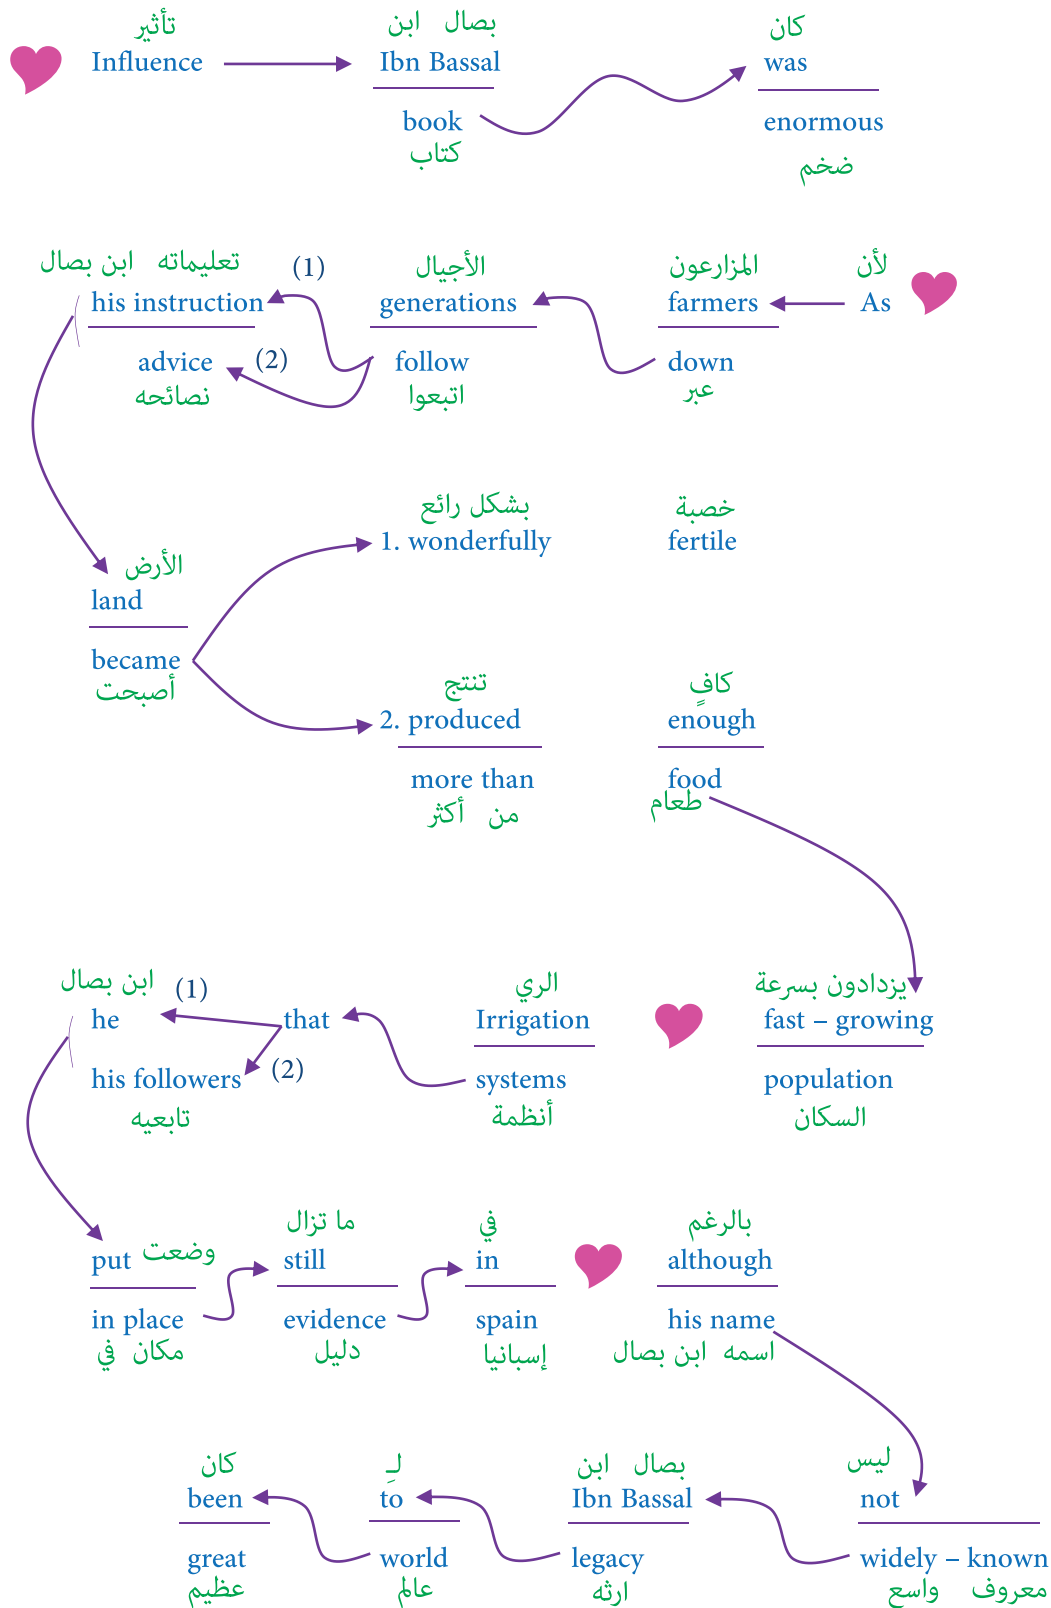 تأثير بصال ابن كان
Influence Ibn Bassal was
book enormous
كتاب ضخم
تعليماته ابن بصال (1) الأجيال المزارعون لأن
his instruction generations farmers As
advice (2) follow down
نصائحه اتبعوا عبر
بشكل رائع خصبة
1. wonderfully fertile
الأرض
land
became
أصبحت
تنتج كافٍ
2. produced enough
more than food
من أكثر طعام
ابن بصال (1) الري يزدادون بسرعة
he that Irrigation fast – growing
his followers (2) systems population
تابعيه أنظمة السكان
ما تزال في بالرغم
put وضعت still in although
in place evidence spain his name
مكان في دليل إسبانيا اسمه ابن بصال
كان لـِ بصال ابن ليس
been to Ibn Bassal not
great world legacy widely – known
عظيم عالم ارثه معروف واسع